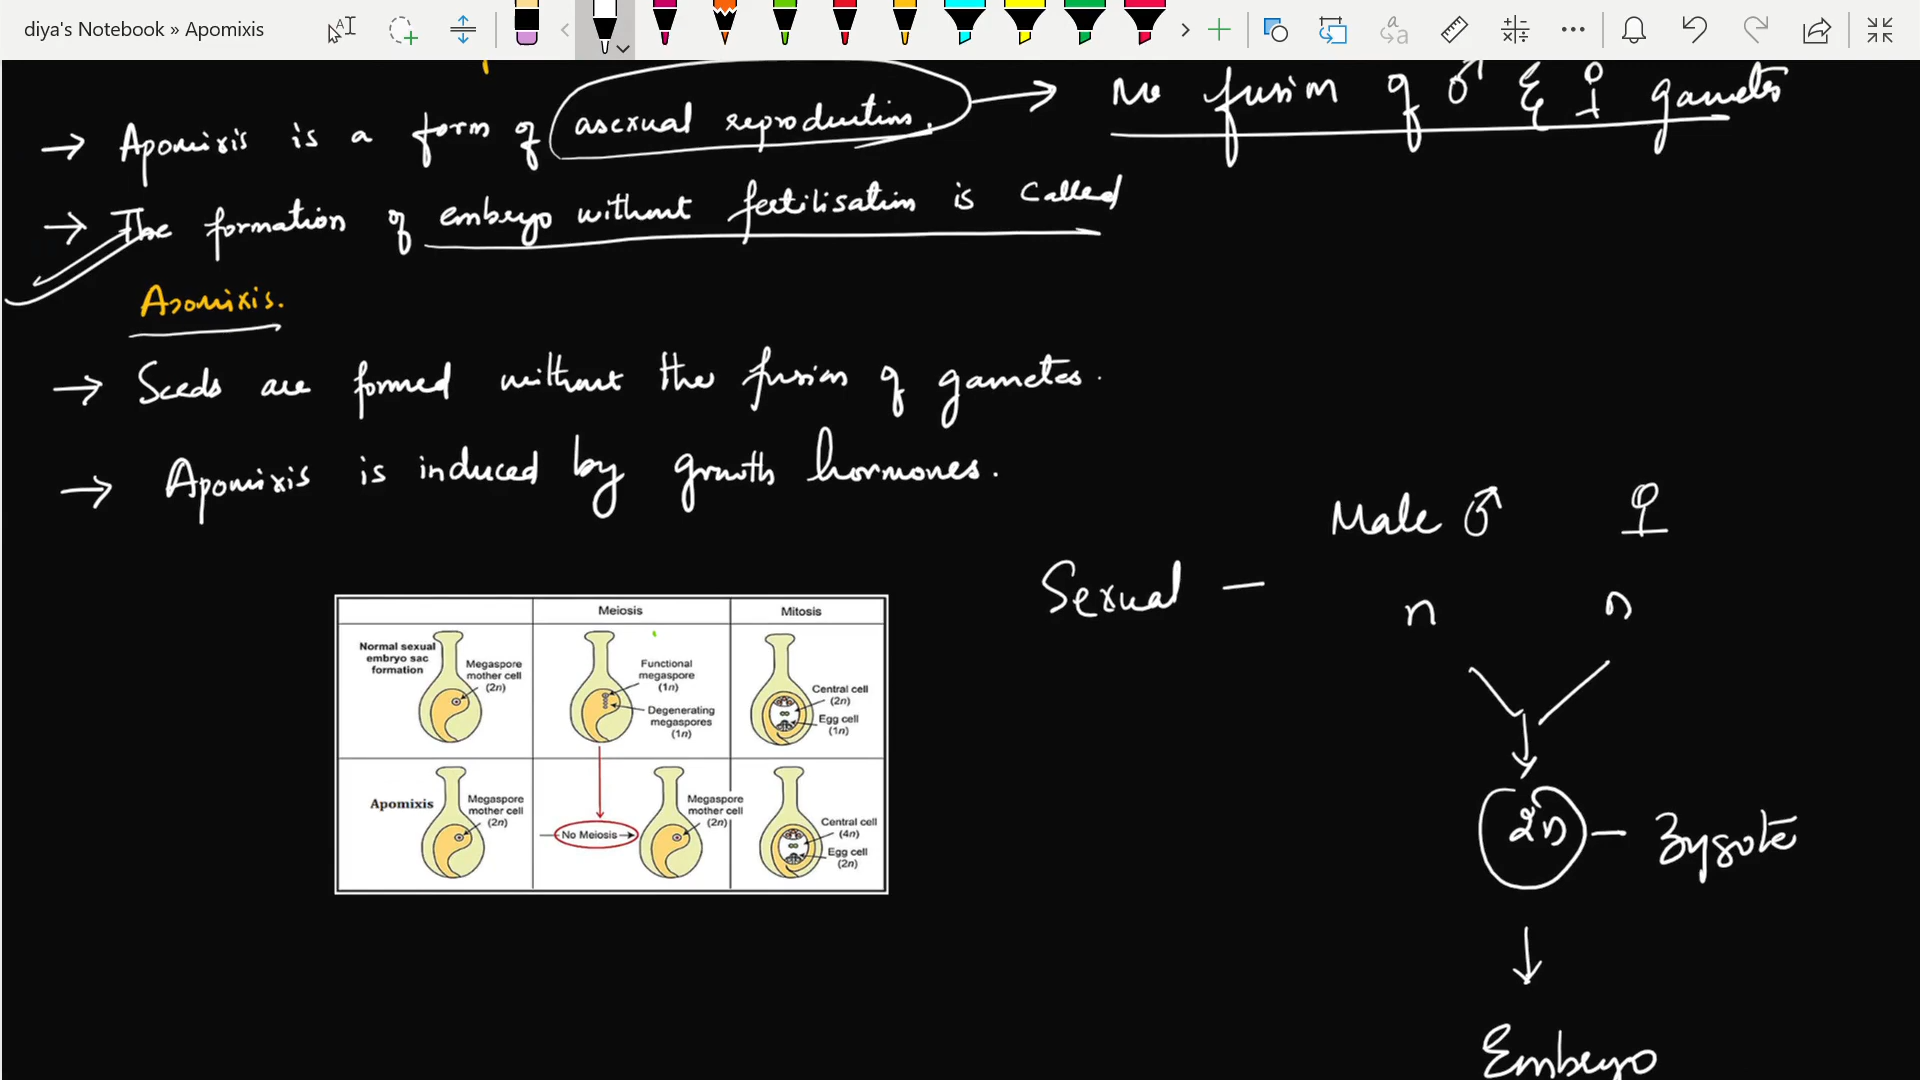 diya's Notebook » Apomixis
→ Apomixis is a form of asexual reproduction. → No fusion of ♂ & ♀ gametes
→ The formation of embryo without fertilisation is called
Apomixis.
→ Seeds are formed without the fusion of gametes.
→ Apomixis is induced by growth hormones.
Male ♂ ♀
Sexual —
n n
2n — Zygote
Embryo
Meiosis Mitosis
Normal sexual
embryo sac
formation
Megaspore
mother cell
(2n)
Functional
megaspore
(1n)
Degenerating
megaspores
(1n)
Central cell
(2n)
Egg cell
(1n)
Apomixis
Megaspore
mother cell
(2n)
No Meiosis
Megaspore
mother cell
(2n)
Central cell
(4n)
Egg cell
(2n)